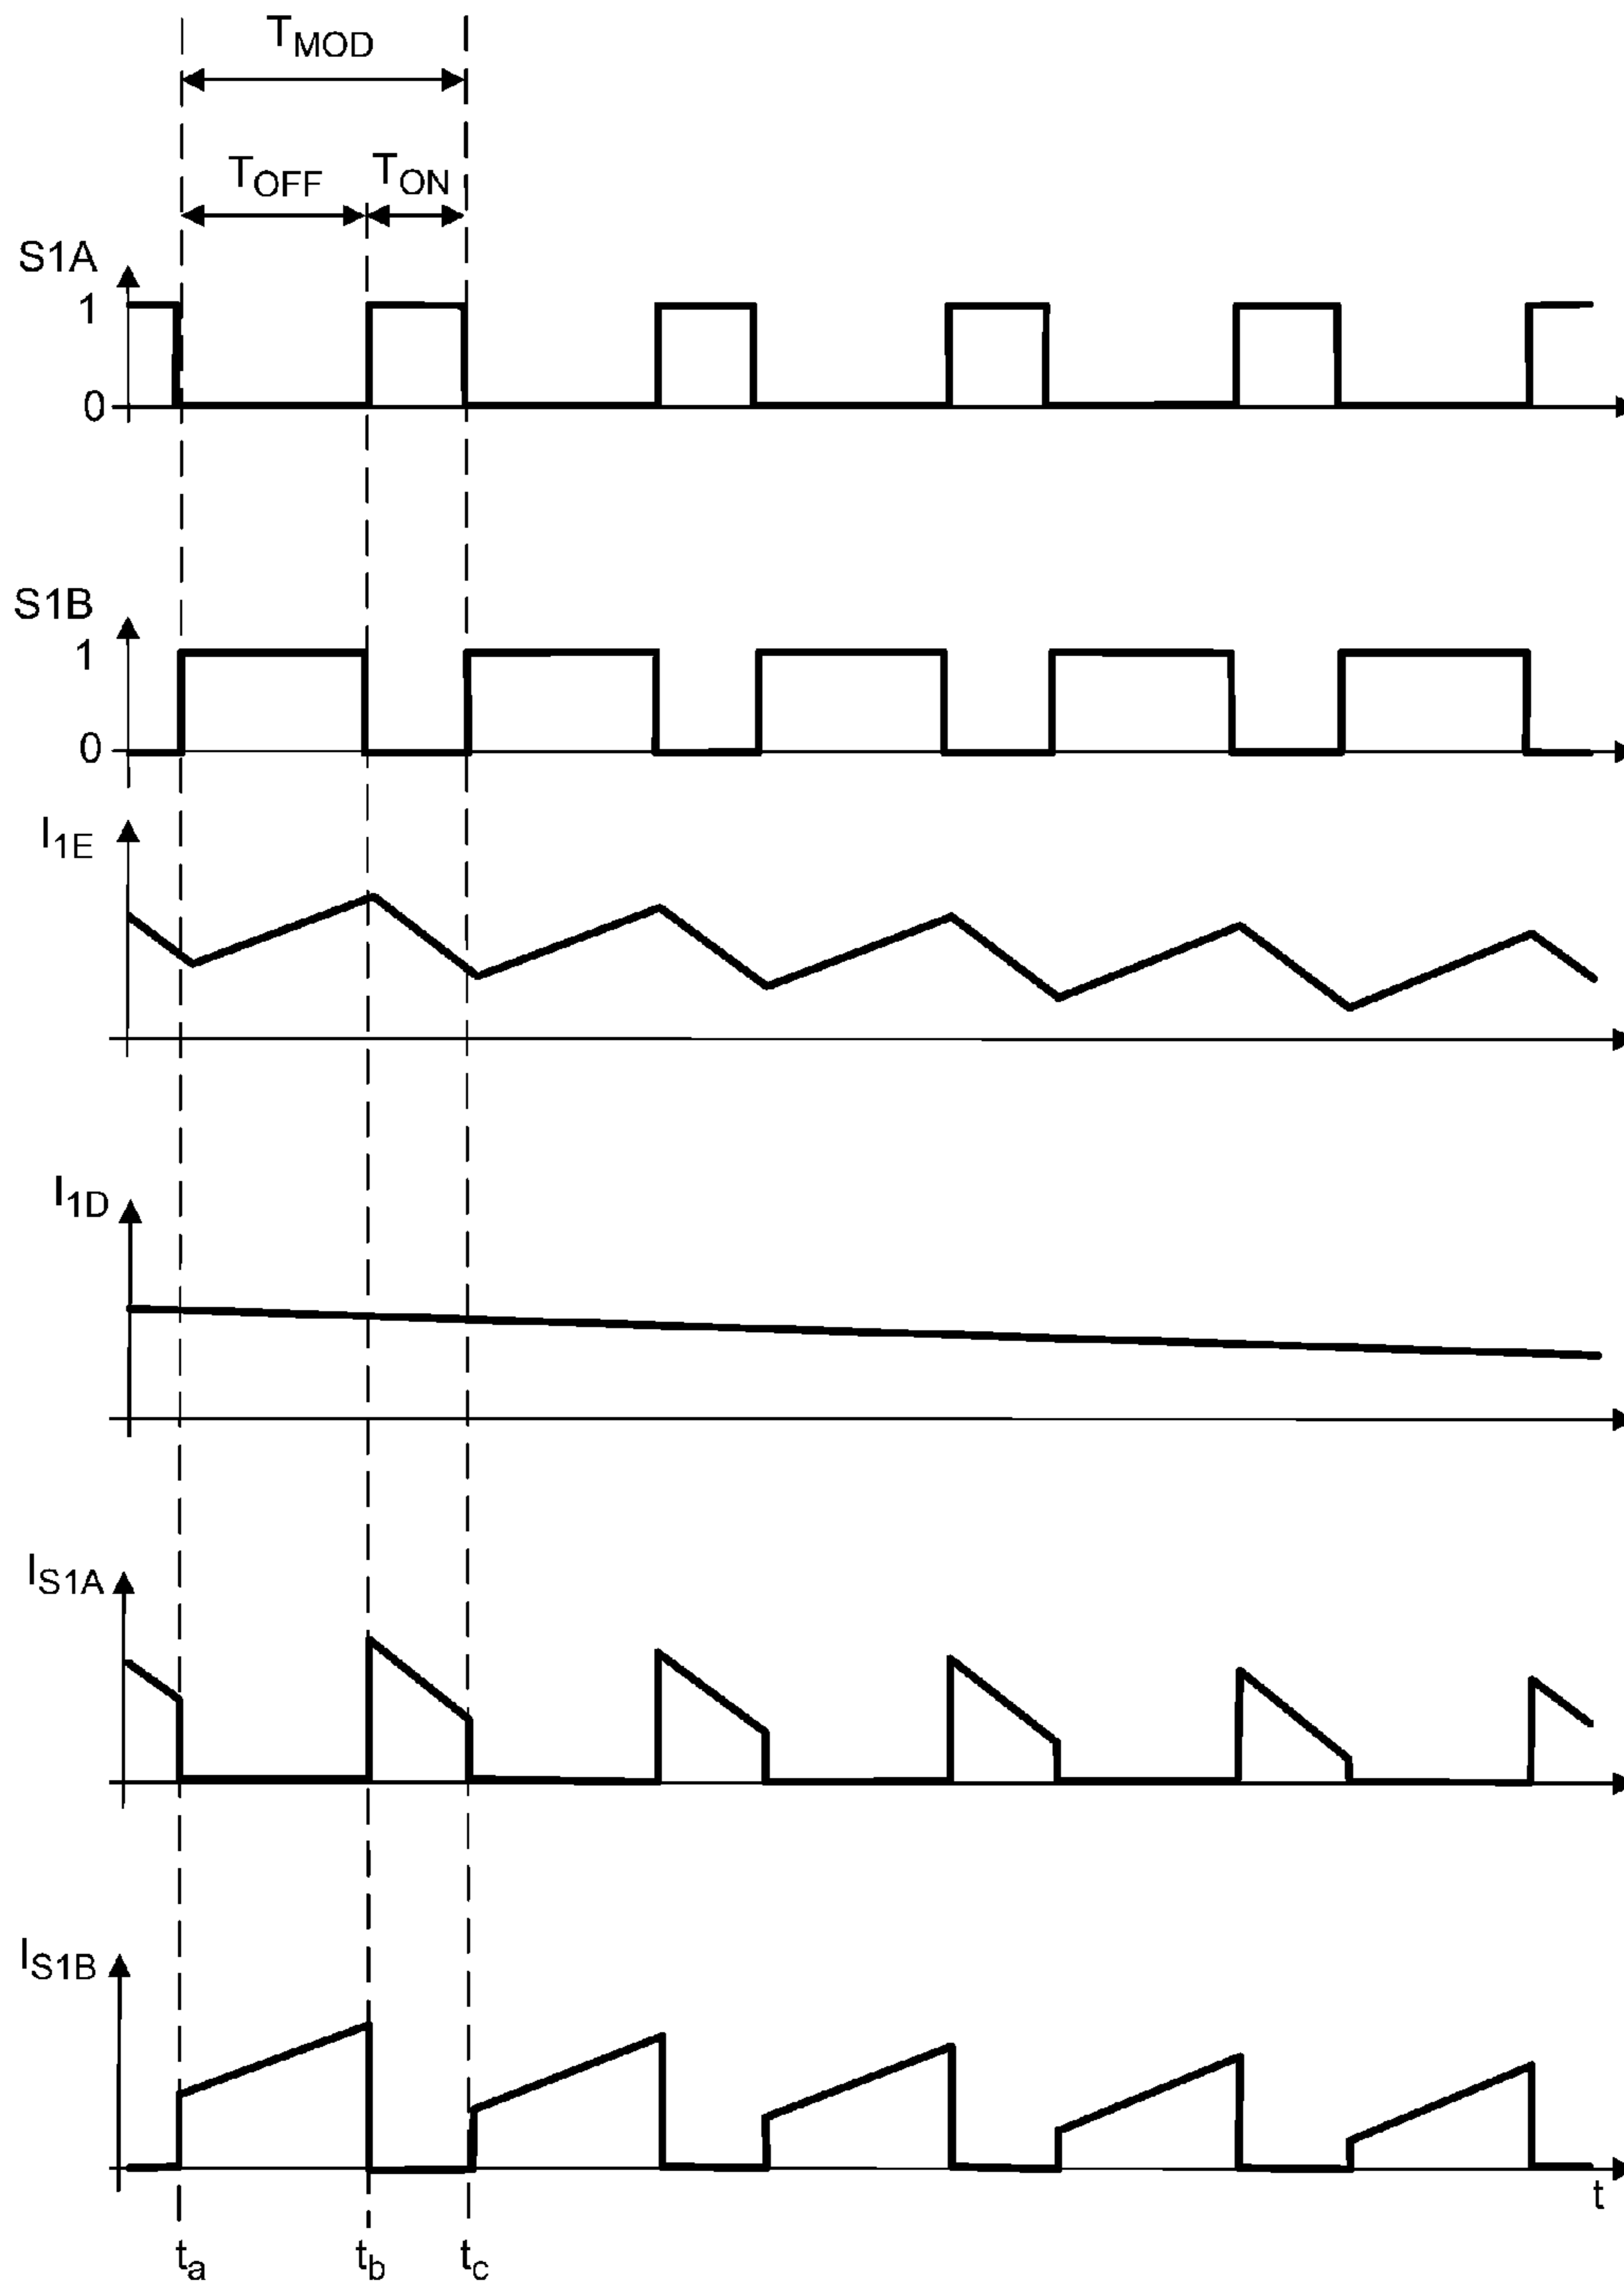 TMOD
TOFF TON
S1A
1
0
S1B
1
0
I1E
I1D
IS1A
IS1B
t
ta tb tc